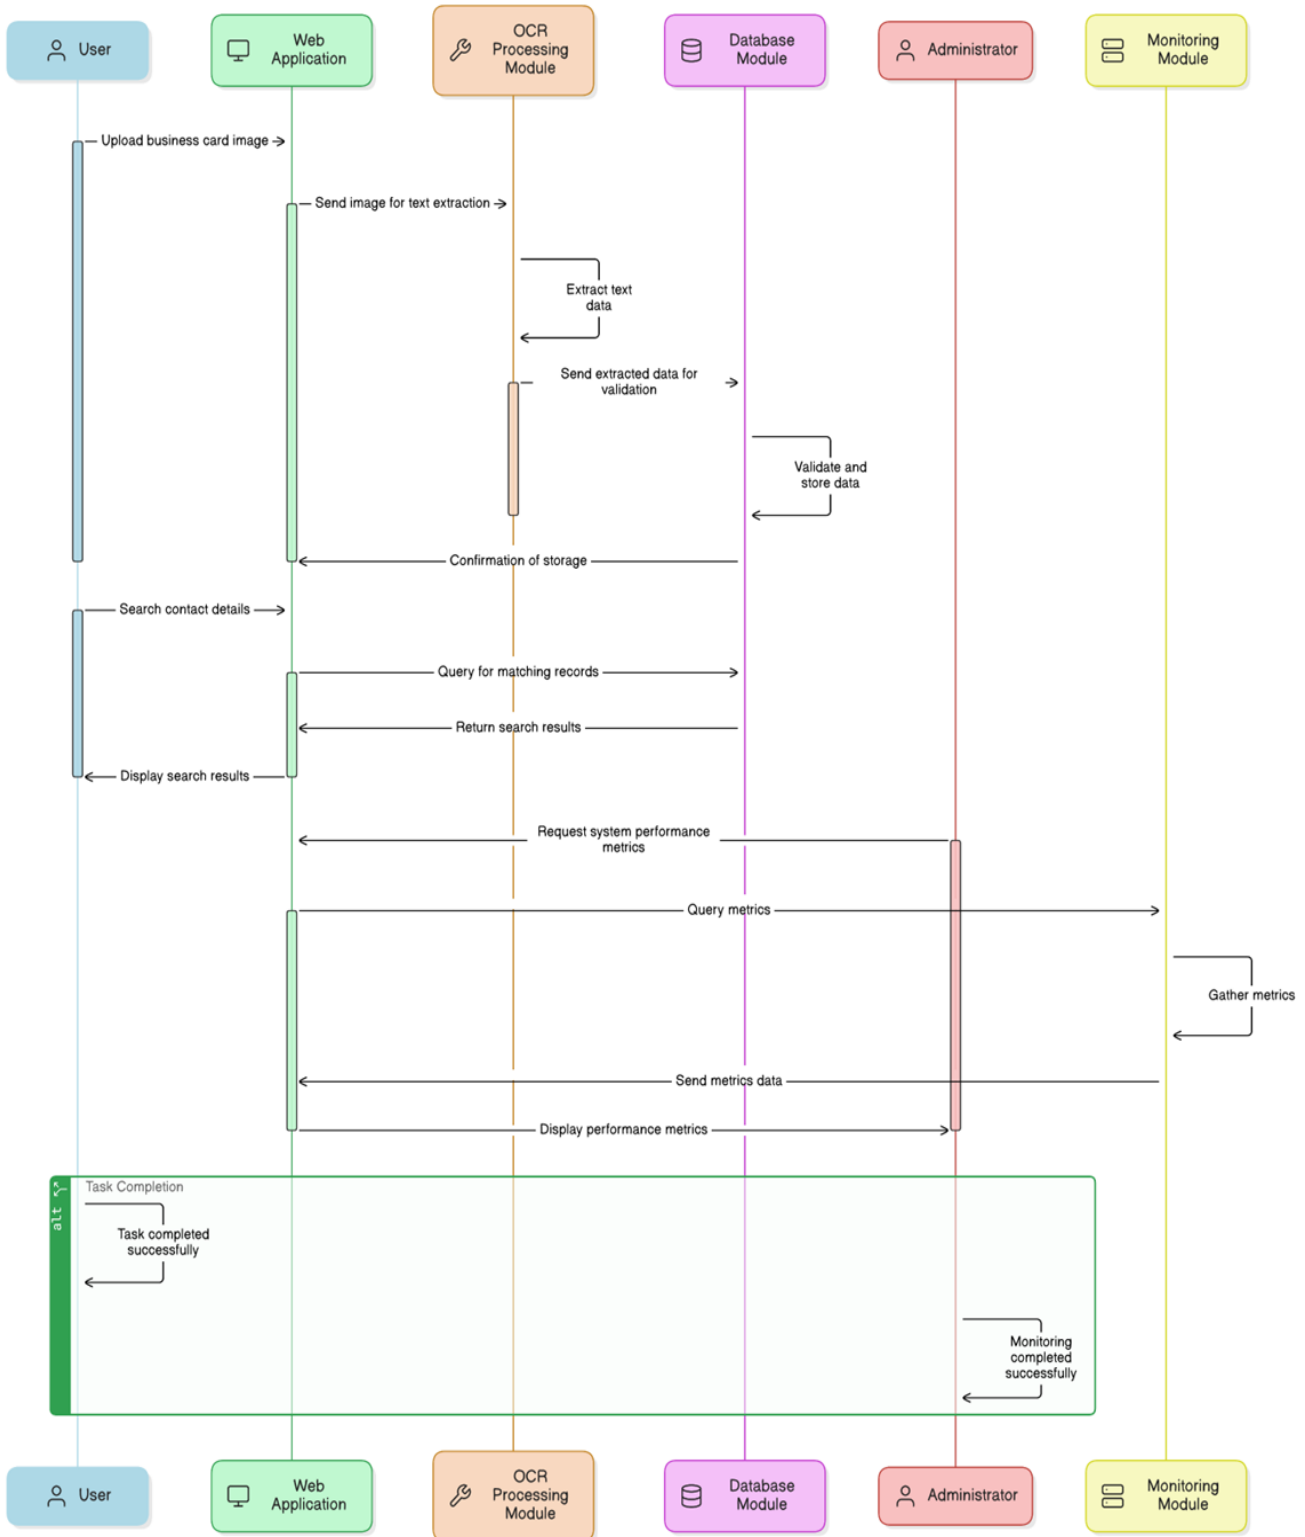 User
Web
Application
OCR
Processing
Module
Database
Module
Administrator
Monitoring
Module
Upload business card image
Send image for text extraction
Extract text
data
Send extracted data for
validation
Validate and
store data
Confirmation of storage
Search contact details
Query for matching records
Return search results
Display search results
Request system performance
metrics
Query metrics
Gather metrics
Send metrics data
Display performance metrics
alt
Task Completion
Task completed
successfully
Monitoring
completed
successfully
User
Web
Application
OCR
Processing
Module
Database
Module
Administrator
Monitoring
Module